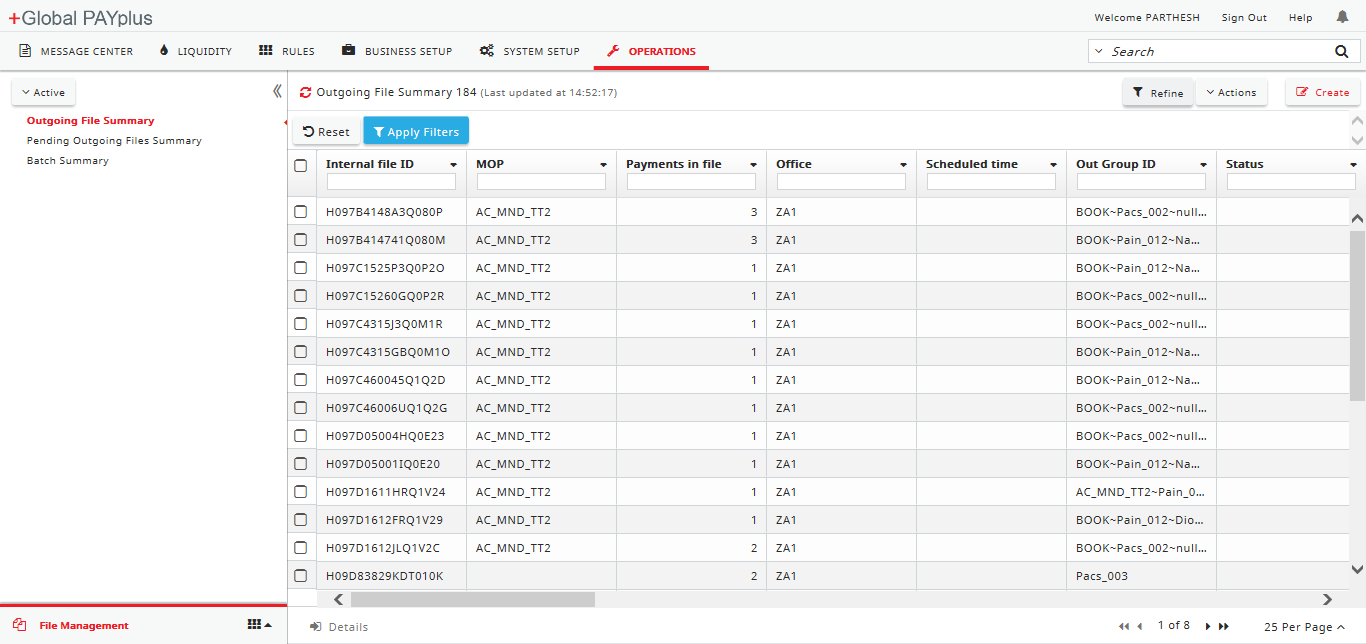 +Global PAYplus
Welcome PARTHESH Sign Out Help
MESSAGE CENTER LIQUIDITY RULES BUSINESS SETUP SYSTEM SETUP OPERATIONS Search
Active
Outgoing File Summary
Pending Outgoing Files Summary
Batch Summary
Outgoing File Summary 184 (Last updated at 14:52:17) Refine Actions Create
Reset Apply Filters
Internal file ID MOP Payments in file Office Scheduled time Out Group ID Status
H097B4148A3Q080P AC_MND_TT2 3 ZA1 BOOK~Pacs_002~null...
H097B414741Q080M AC_MND_TT2 3 ZA1 BOOK~Pain_012~Na...
H097C1525P3Q0P2O AC_MND_TT2 1 ZA1 BOOK~Pain_012~Na...
H097C15260GQ0P2R AC_MND_TT2 1 ZA1 BOOK~Pacs_002~null...
H097C4315J3Q0M1R AC_MND_TT2 1 ZA1 BOOK~Pacs_002~null...
H097C4315GBQ0M1O AC_MND_TT2 1 ZA1 BOOK~Pain_012~Na...
H097C460045Q1Q2D AC_MND_TT2 1 ZA1 BOOK~Pain_012~Na...
H097C46006UQ1Q2G AC_MND_TT2 1 ZA1 BOOK~Pacs_002~null...
H097D05004HQ0E23 AC_MND_TT2 1 ZA1 BOOK~Pacs_002~null...
H097D05001IQ0E20 AC_MND_TT2 1 ZA1 BOOK~Pain_012~Na...
H097D1611HRQ1V24 AC_MND_TT2 1 ZA1 AC_MND_TT2~Pain_0...
H097D1612FRQ1V29 AC_MND_TT2 1 ZA1 BOOK~Pain_012~Dio...
H097D1612JLQ1V2C AC_MND_TT2 2 ZA1 BOOK~Pacs_002~null...
H09D83829KDT010K 2 ZA1 Pacs_003
File Management Details 1 of 8 25 Per Page